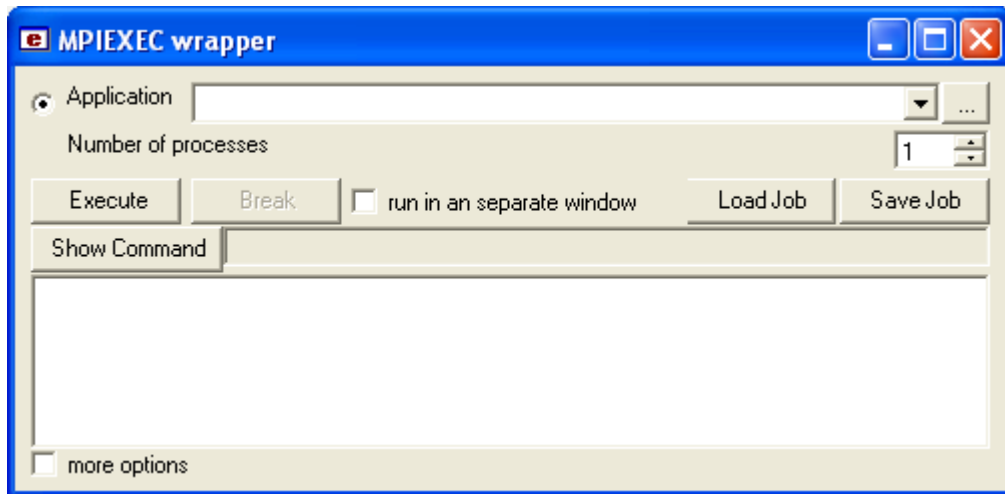 e MPIEXEC wrapper
Application ...
Number of processes 1
Execute Break run in an separate window Load Job Save Job
Show Command
more options